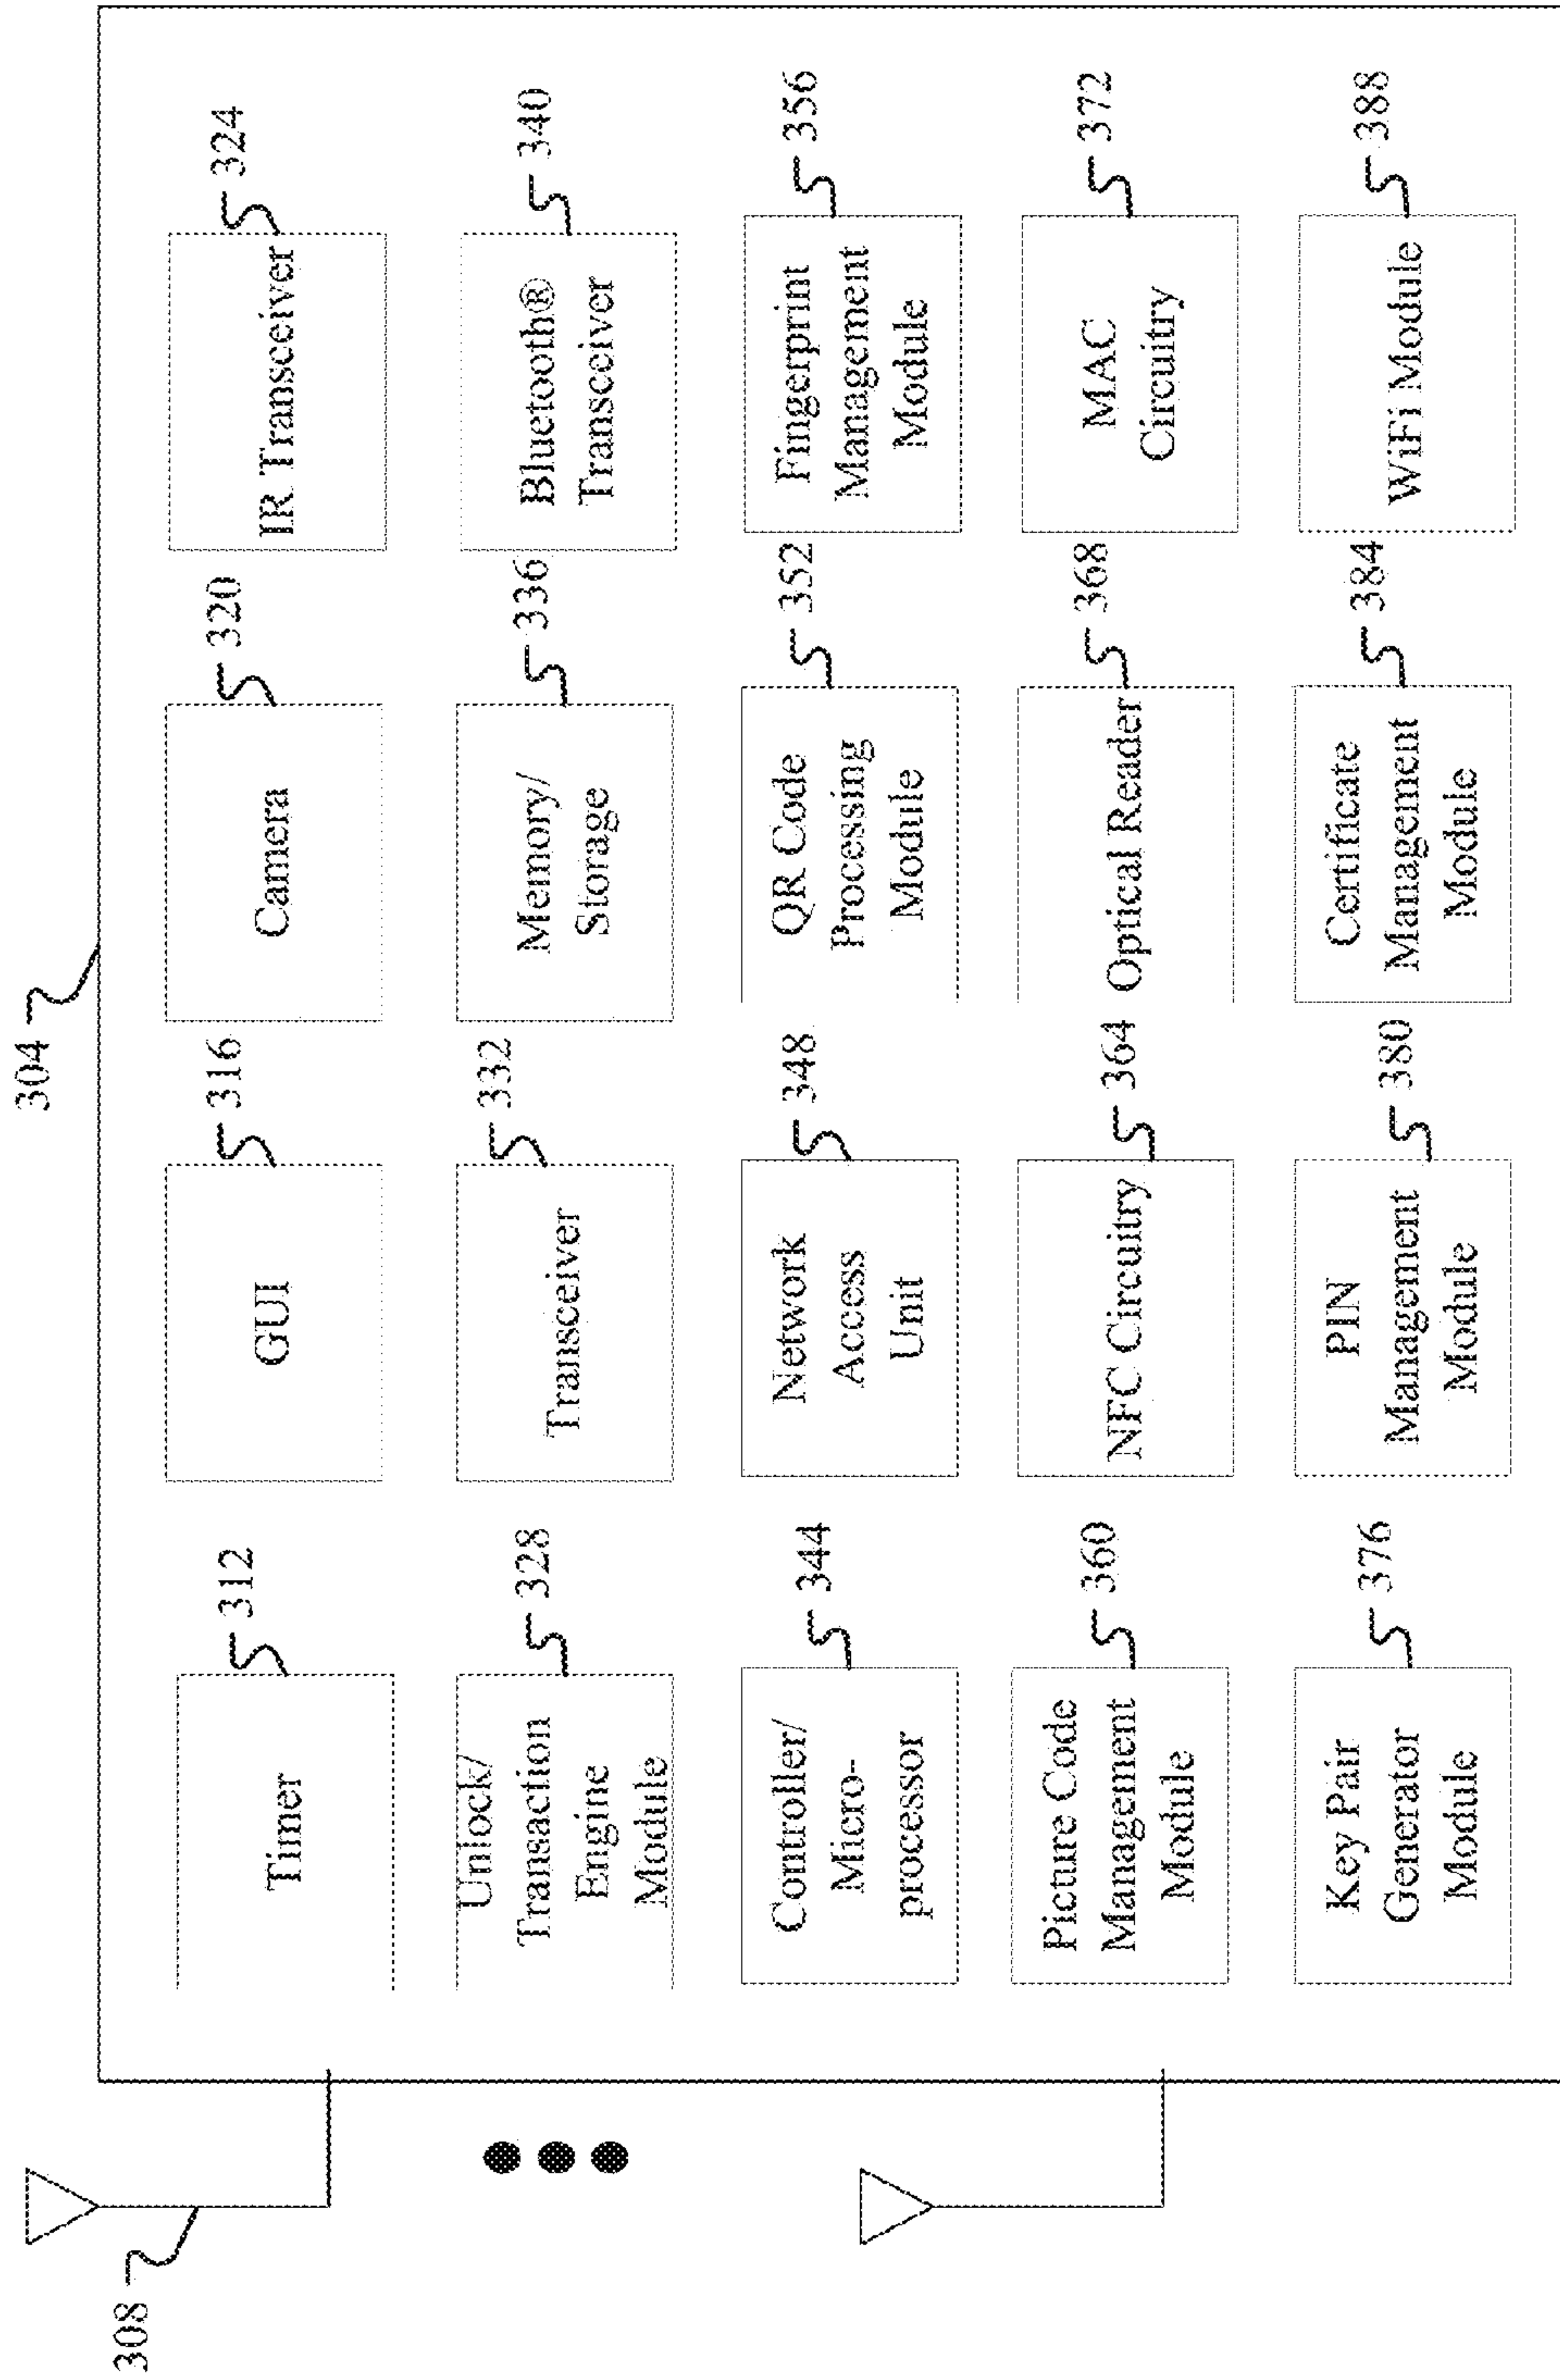 304
308
312
Timer
316
GUI
320
Camera
324
IR Transceiver
328
Unlock/
Transaction
Engine
Module
332
Transceiver
336
Memory/
Storage
340
Bluetooth®
Transceiver
344
Controller/
Micro-
processor
348
Network
Access
Unit
352
QR Code
Processing
Module
356
Fingerprint
Management
Module
360
Picture Code
Management
Module
364
NFC Circuitry
368
Optical Reader
372
MAC
Circuitry
376
Key Pair
Generator
Module
380
PIN
Management
Module
384
Certificate
Management
Module
388
WiFi Module